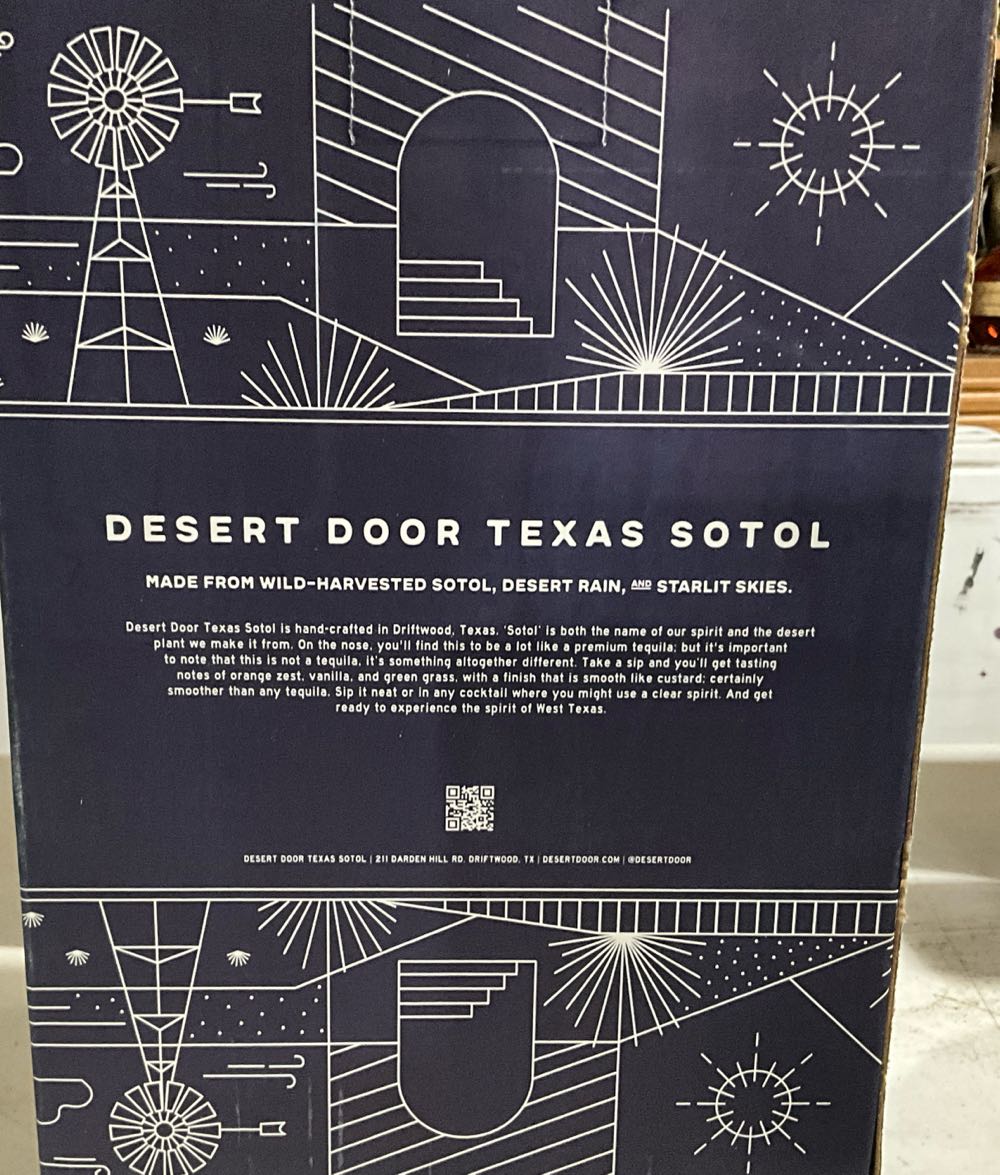 DESERT DOOR TEXAS SOTOL
MADE FROM WILD-HARVESTED SOTOL, DESERT RAIN, AND STARLIT SKIES.
Desert Door Texas Sotol is hand-crafted in Driftwood, Texas. 'Sotol' is both the name of our spirit and the desert
plant we make it from. On the nose, you'll find this to be a lot like a premium tequila; but it's important
to note that this is not a tequila, it's something altogether different. Take a sip and you'll get tasting
notes of orange zest, vanilla, and green grass, with a finish that is smooth like custard; certainly
smoother than any tequila. Sip it neat or in any cocktail where you might use a clear spirit. And get
ready to experience the spirit of West Texas.
DESERT DOOR TEXAS SOTOL | 211 DARDEN HILL RD. DRIFTWOOD, TX | DESERTDOOR.COM | @DESERTDOOR